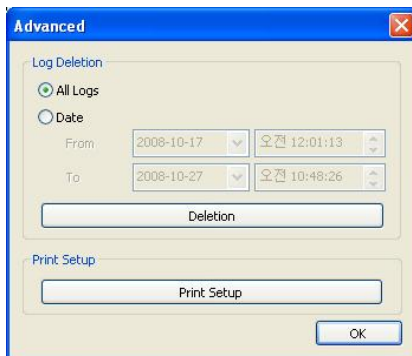 Advanced
Log Deletion
All Logs
Date
From 2008-10-17 오전 12:01:13
To 2008-10-27 오전 10:48:26
Deletion
Print Setup
Print Setup
OK